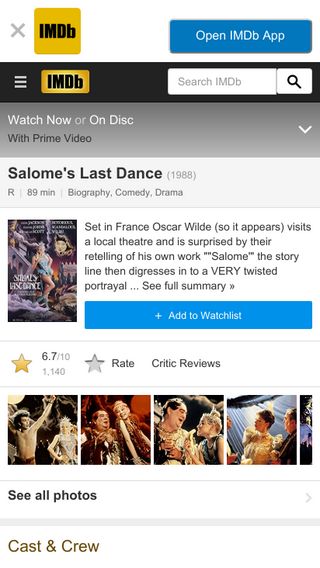 IMDb
Open IMDb App
IMDb
Search IMDb
Watch Now or On Disc
With Prime Video
Salome's Last Dance (1988)
R | 89 min | Biography, Comedy, Drama
SALOME'S
LAST DANCE
Set in France Oscar Wilde (so it appears) visits
a local theatre and is surprised by their
retelling of his own work ""Salome'" the story
line then digresses in to a VERY twisted
portrayal ... See full summary »
+ Add to Watchlist
6.7/10
1,140
Rate
Critic Reviews
See all photos
Cast & Crew